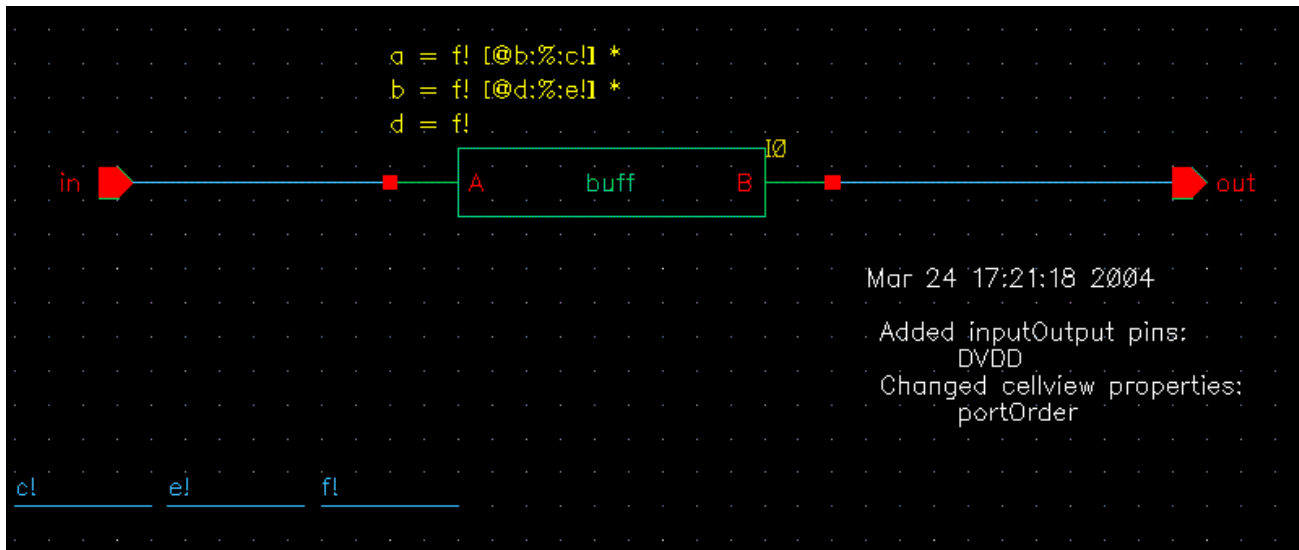 a = f! [@b:%:c!] *
b = f! [@d:%:e!] *
d = f!
I0
in A buff B out
Mar 24 17:21:18 2004
Added inputOutput pins:
DVDD
Changed cellview properties:
portOrder
c! e! f!